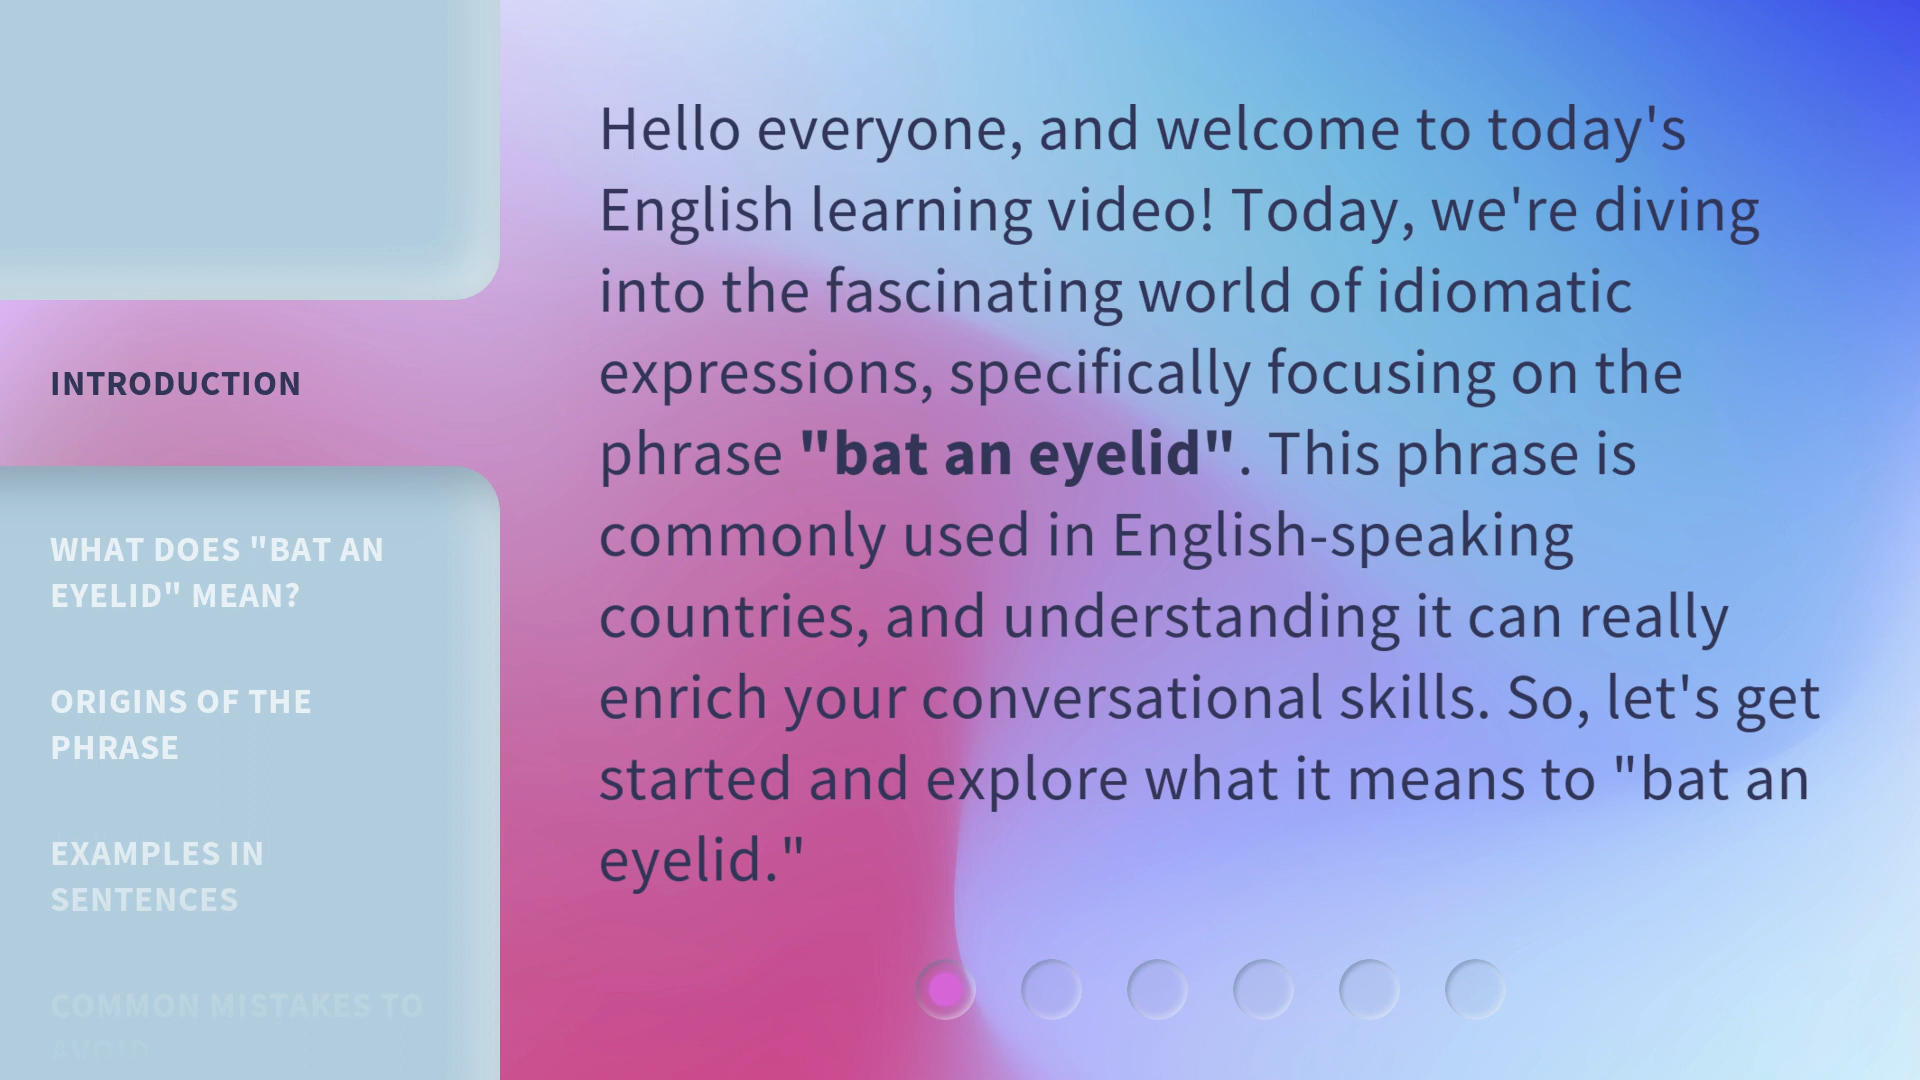 INTRODUCTION
WHAT DOES "BAT AN
EYELID" MEAN?
ORIGINS OF THE
PHRASE
EXAMPLES IN
SENTENCES
COMMON MISTAKES TO
AVOID
Hello everyone, and welcome to today's
English learning video! Today, we're diving
into the fascinating world of idiomatic
expressions, specifically focusing on the
phrase "bat an eyelid". This phrase is
commonly used in English-speaking
countries, and understanding it can really
enrich your conversational skills. So, let's get
started and explore what it means to "bat an
eyelid."